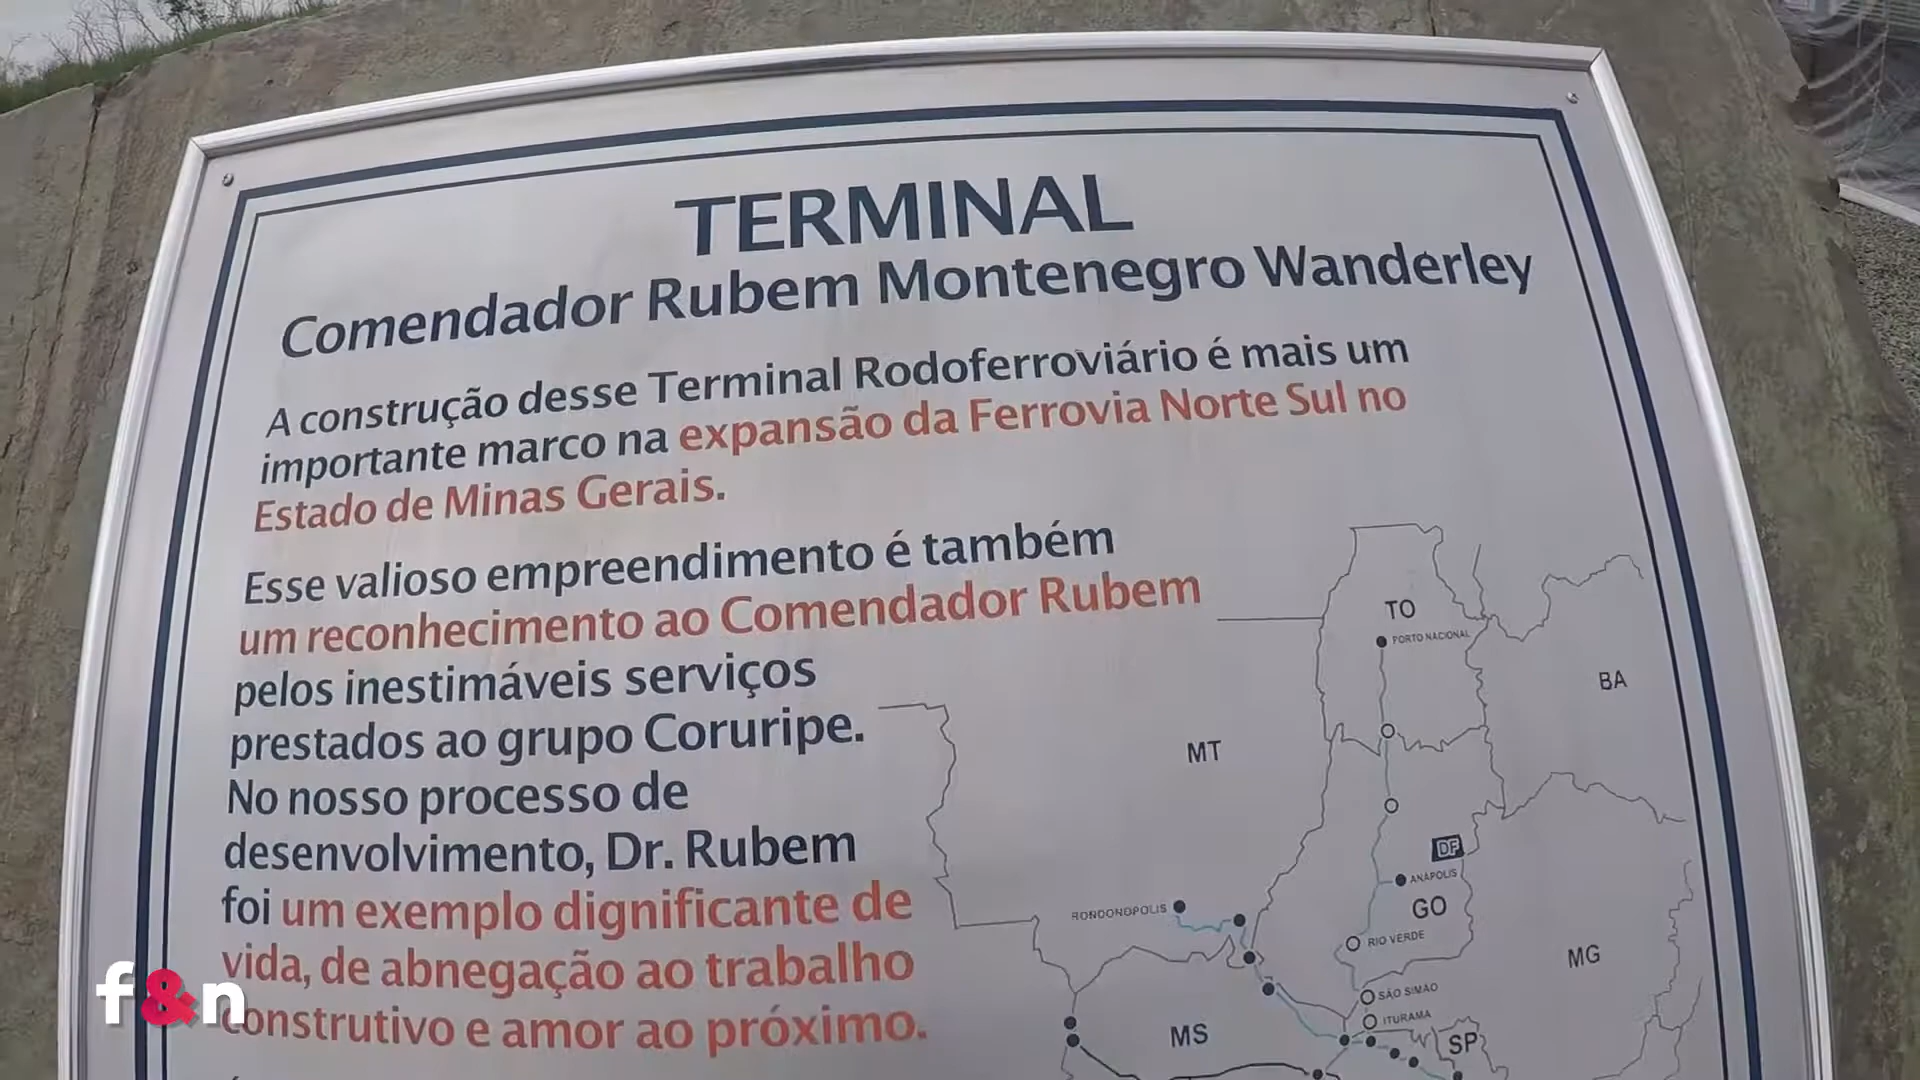 TERMINAL
Comendador Rubem Montenegro Wanderley
A construção desse Terminal Rodoferroviário é mais um
importante marco na expansão da Ferrovia Norte Sul no
Estado de Minas Gerais.
Esse valioso empreendimento é também
um reconhecimento ao Comendador Rubem
pelos inestimáveis serviços
prestados ao grupo Coruripe.
No nosso processo de
desenvolvimento, Dr. Rubem
foi um exemplo dignificante de
vida, de abnegação ao trabalho
construtivo e amor ao próximo.
TO
PORTO NACIONAL
BA
MT
DF
ANÁPOLIS
GO
RONDONÓPOLIS
RIO VERDE
MG
SÃO SIMÃO
ITURAMA
MS
SP
f&n